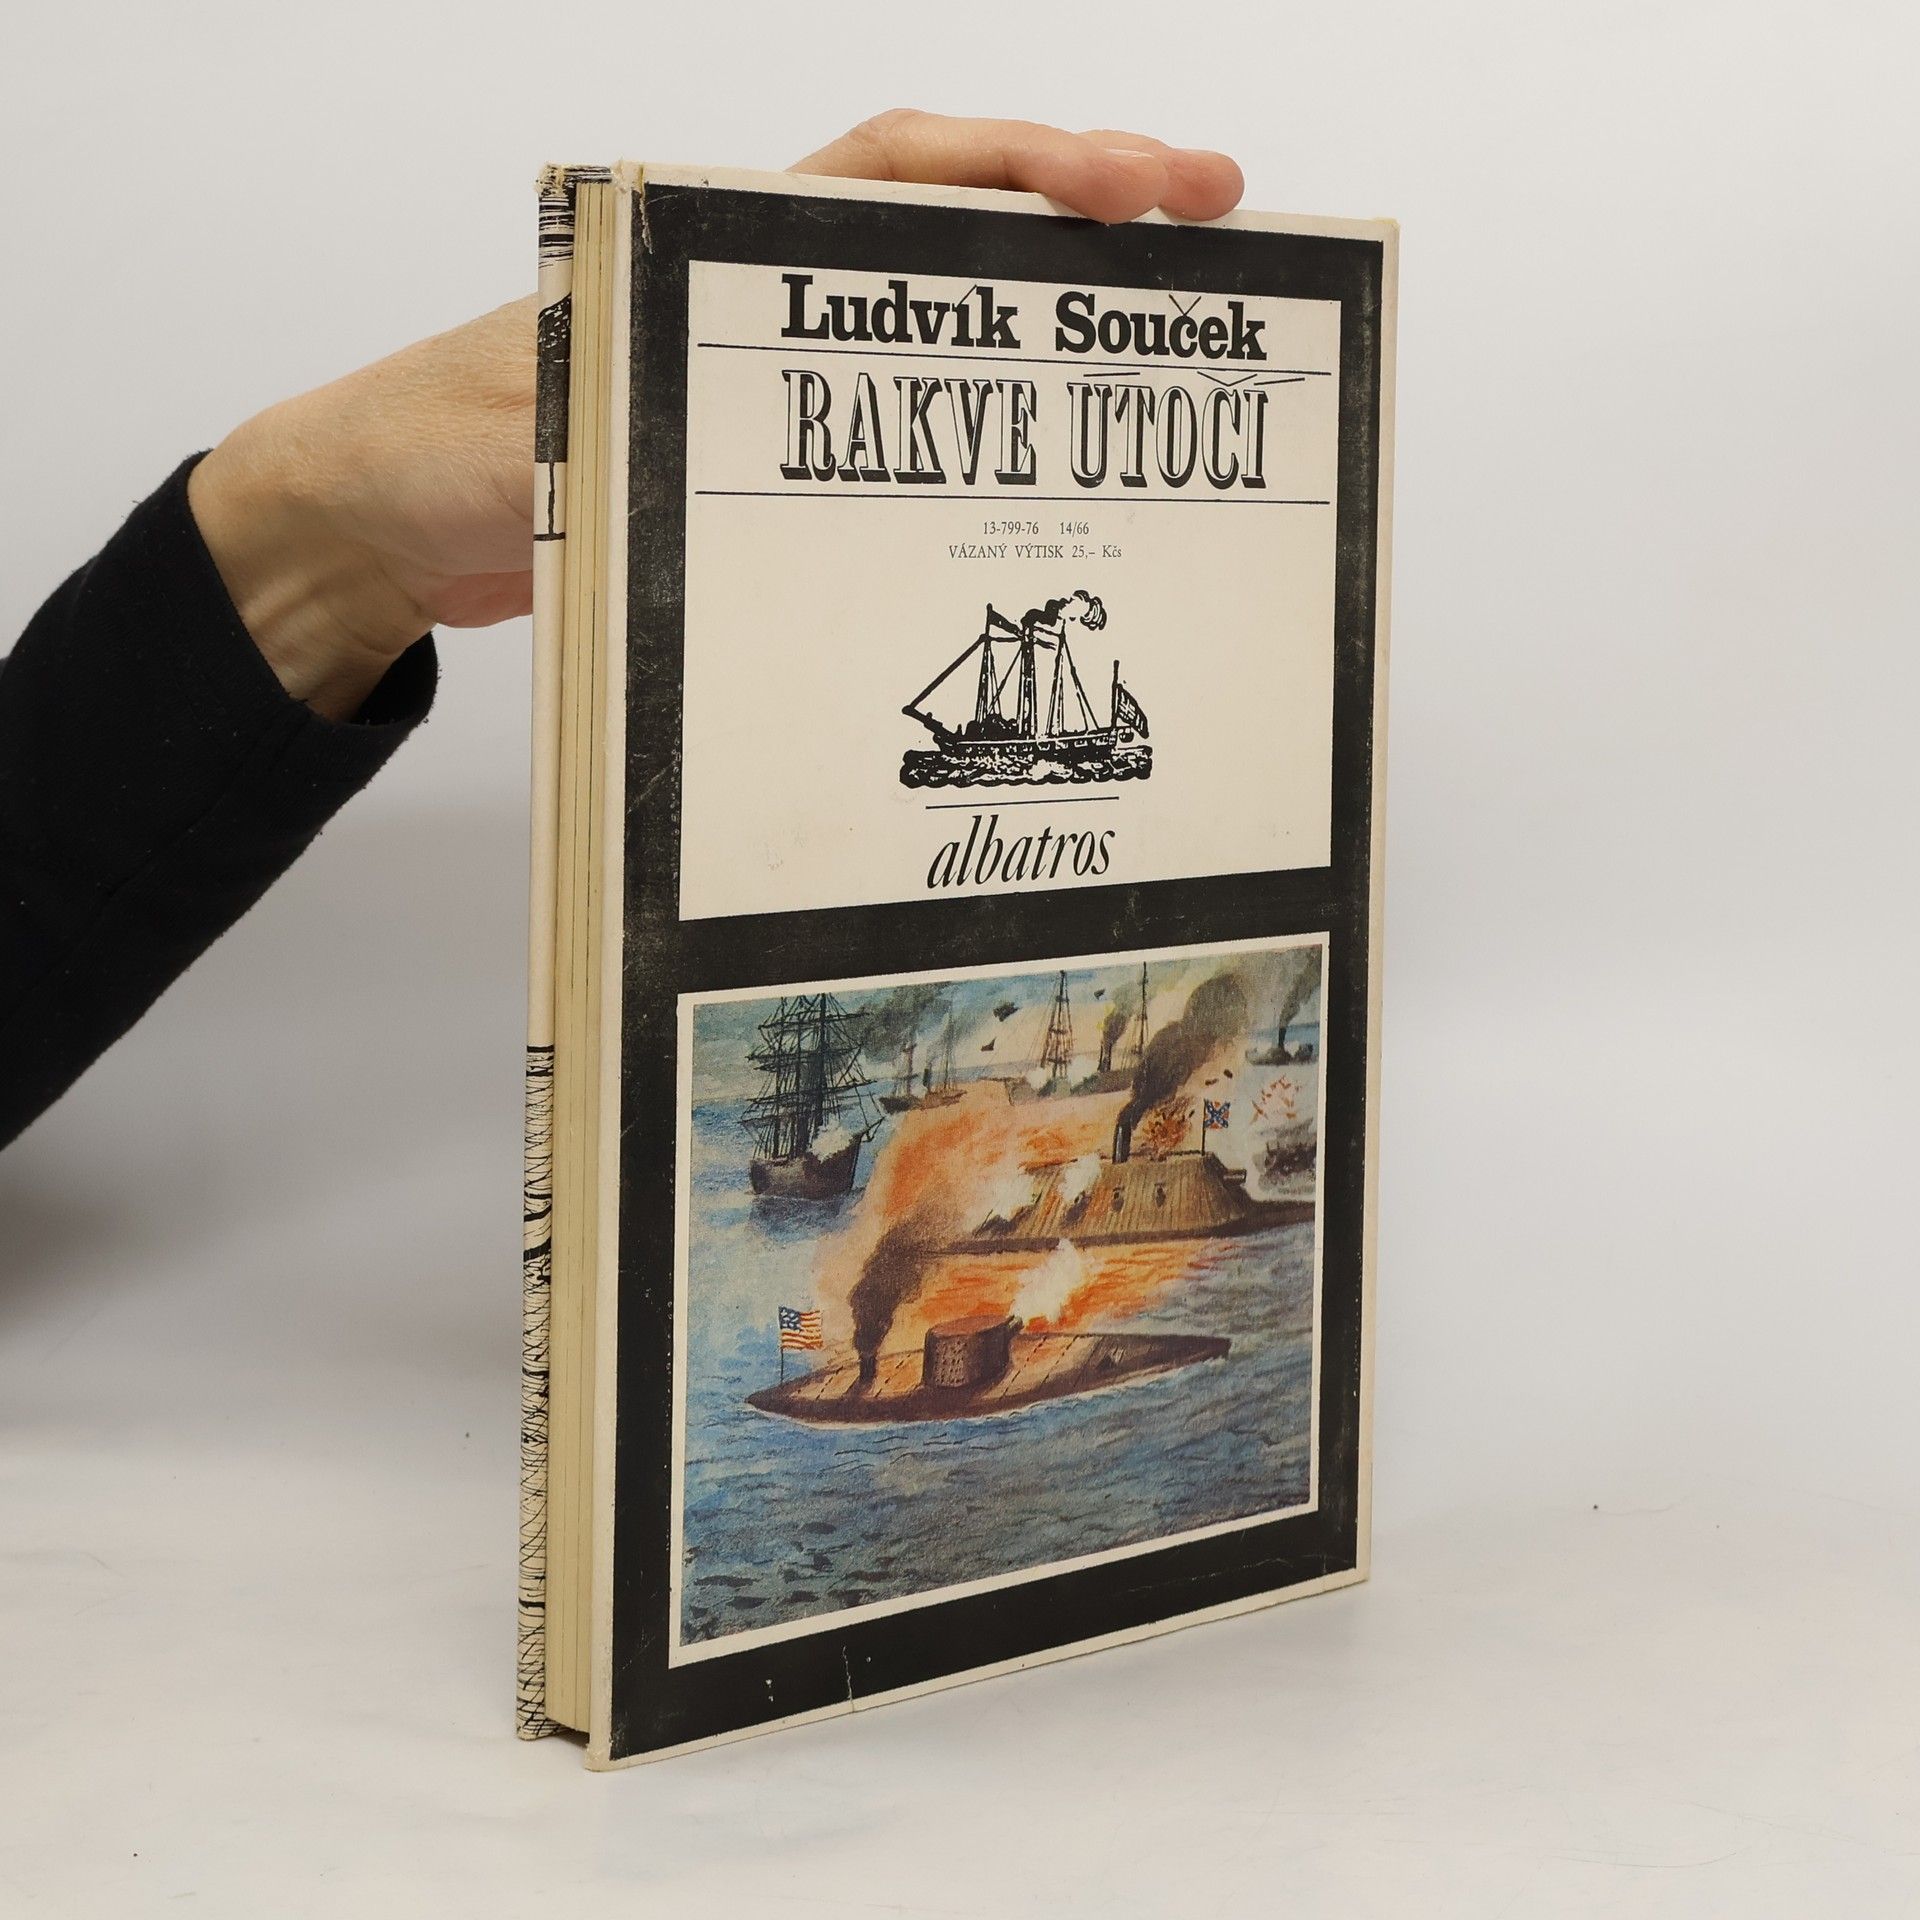 Ludvík Souček
RAKVE ÚTOČÍ
13-799-76 14/66
VÁZANÝ VÝTISK 25,– Kčs
albatros